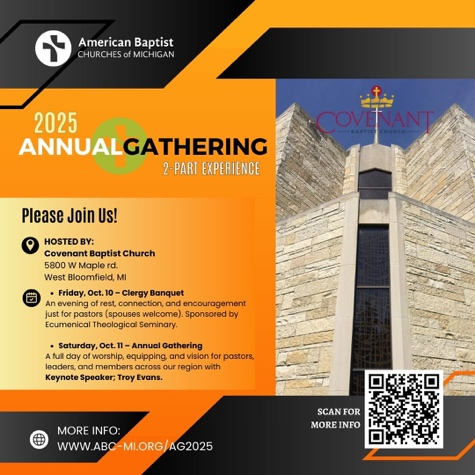 American Baptist
CHURCHES of MICHIGAN
2025
ANNUAL GATHERING
2-PART EXPERIENCE
COVENANT
BAPTIST CHURCH
Please Join Us!
HOSTED BY:
Covenant Baptist Church
5800 W Maple rd.
West Bloomfield, MI
• Friday, Oct. 10 – Clergy Banquet
An evening of rest, connection, and encouragement
just for pastors (spouses welcome). Sponsored by
Ecumenical Theological Seminary.
• Saturday, Oct. 11 – Annual Gathering
A full day of worship, equipping, and vision for pastors,
leaders, and members across our region with
Keynote Speaker; Troy Evans.
SCAN FOR
MORE INFO
MORE INFO:
WWW.ABC-MI.ORG/AG2025